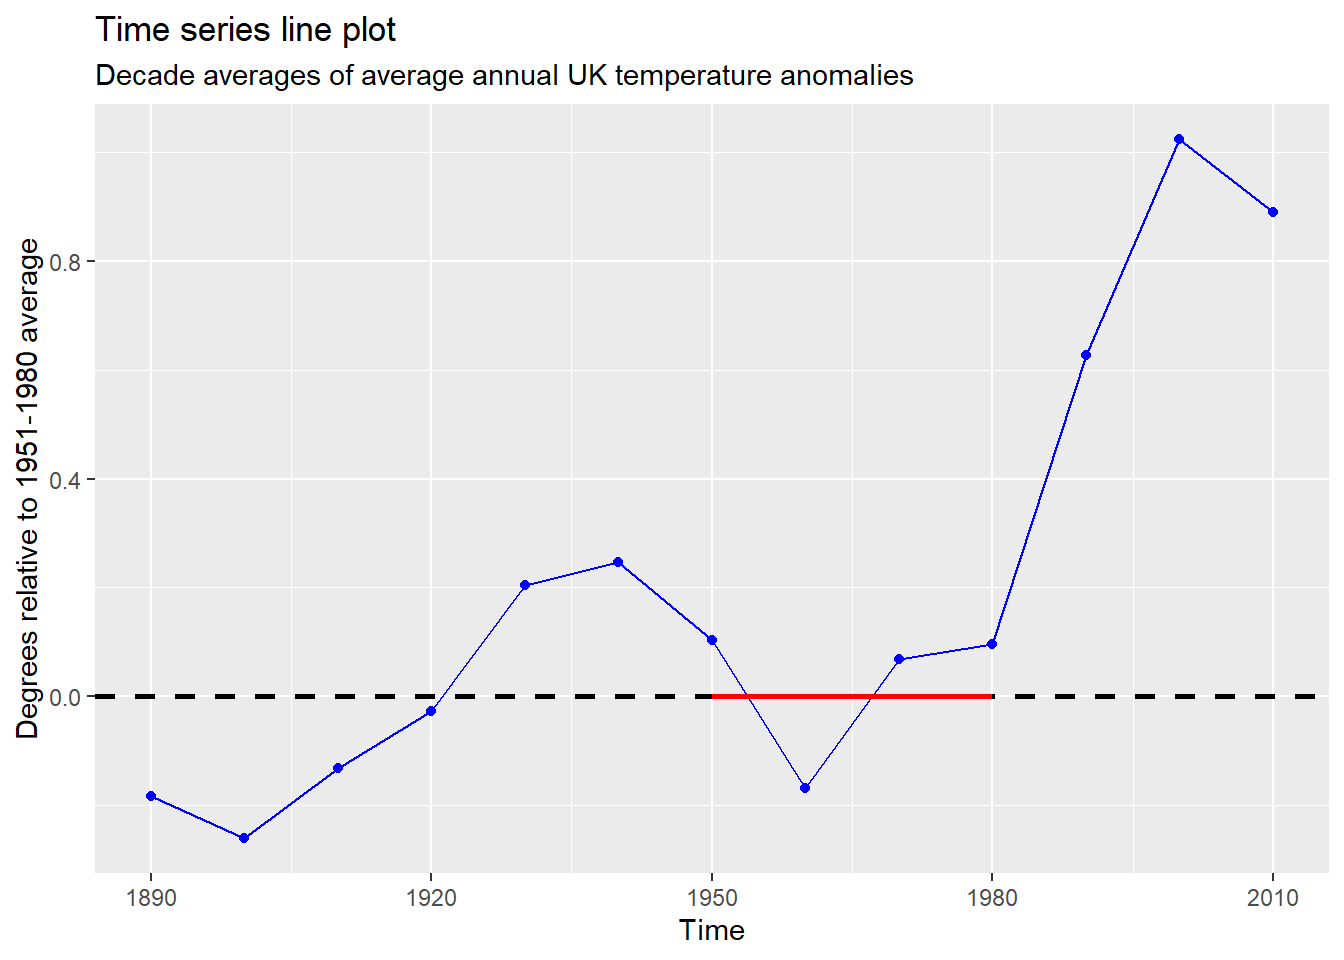 Time series line plot
Decade averages of average annual UK temperature anomalies
Degrees relative to 1951-1980 average
0.8
0.4
0.0
1890 1920 1950 1980 2010
Time